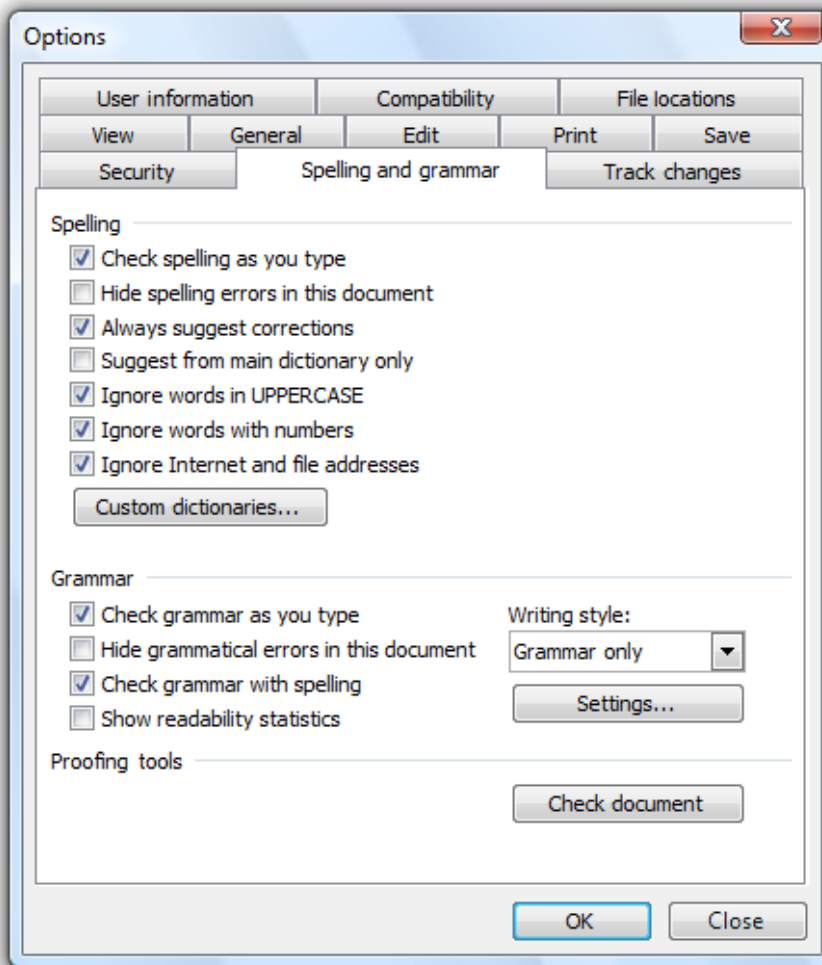 Options
User information Compatibility File locations
View General Edit Print Save
Security Spelling and grammar Track changes
Spelling
Check spelling as you type
Hide spelling errors in this document
Always suggest corrections
Suggest from main dictionary only
Ignore words in UPPERCASE
Ignore words with numbers
Ignore Internet and file addresses
Custom dictionaries...
Grammar
Check grammar as you type
Writing style:
Hide grammatical errors in this document
Grammar only
Check grammar with spelling
Settings...
Show readability statistics
Proofing tools
Check document
OK Close